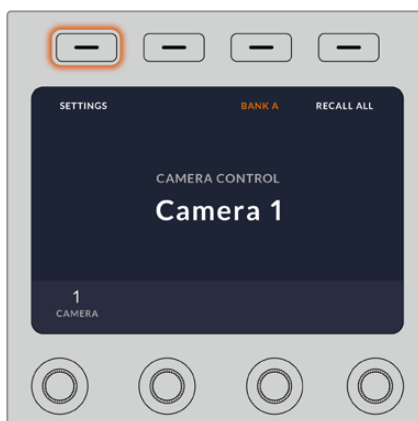 SETTINGS BANK A RECALL ALL
CAMERA CONTROL
Camera 1
1
CAMERA